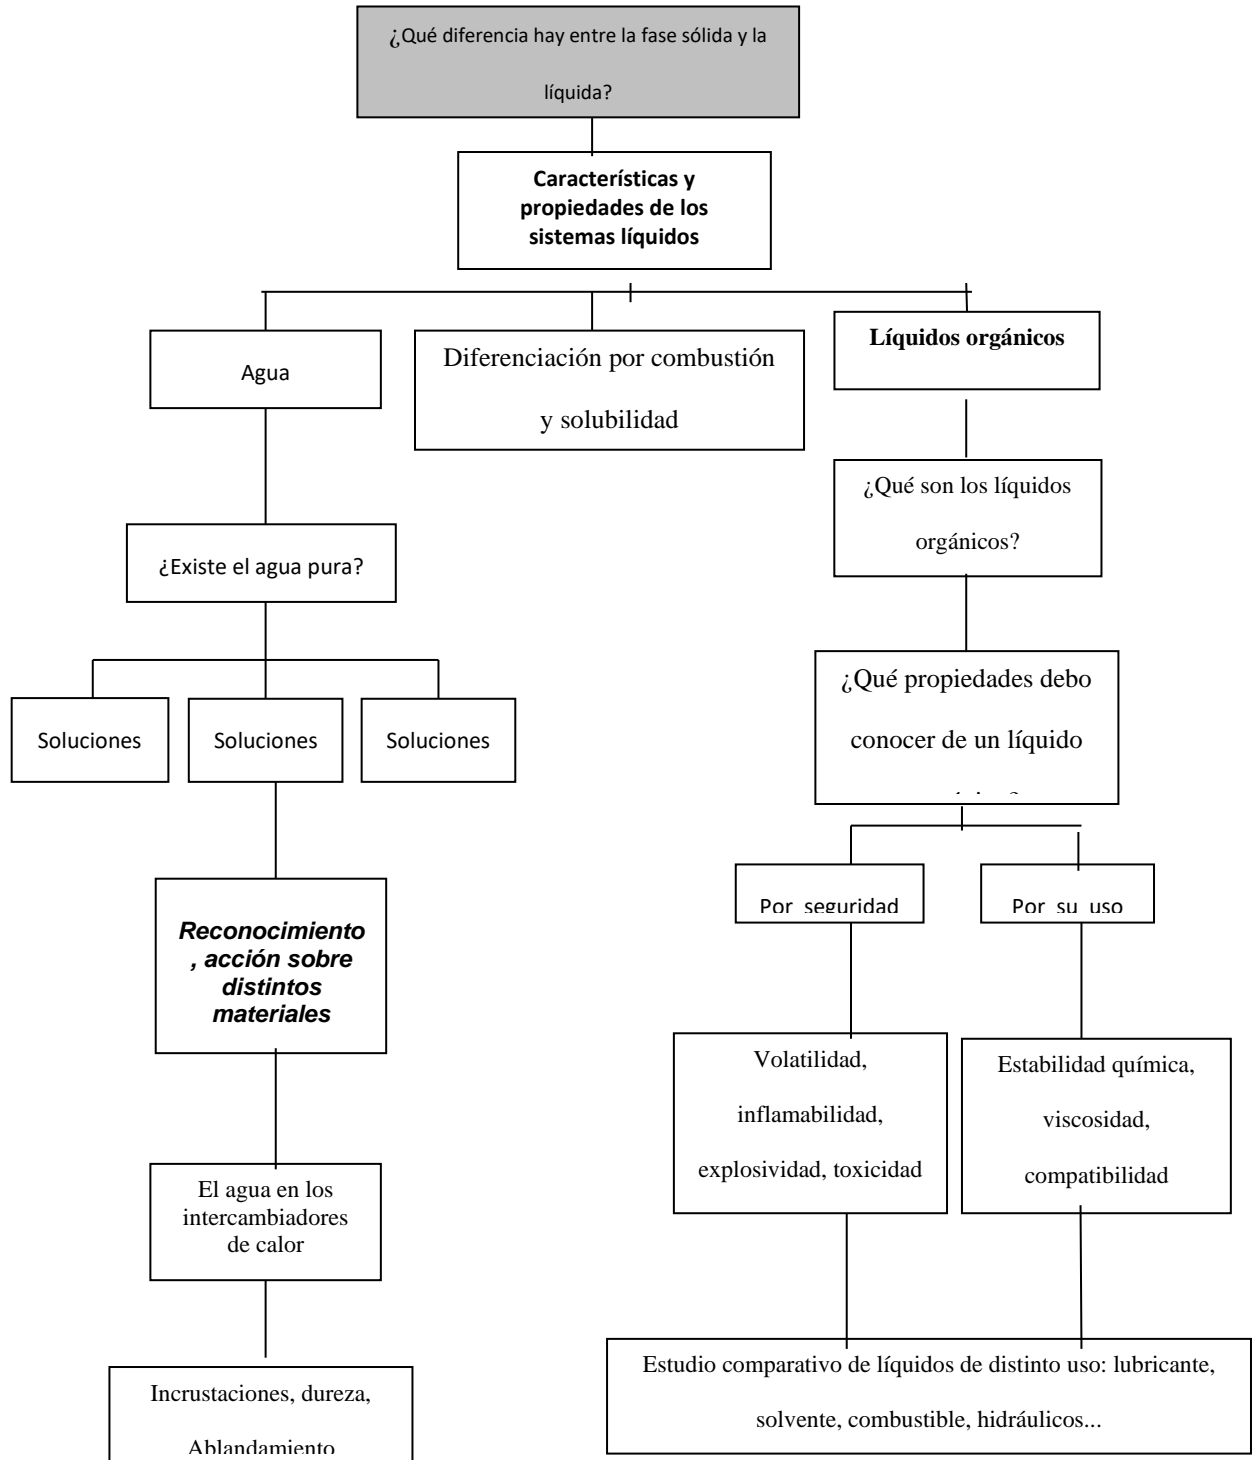 ¿Qué diferencia hay entre la fase sólida y la
líquida?
Características y
propiedades de los
sistemas líquidos
Agua
Diferenciación por combustión
y solubilidad
Líquidos orgánicos
¿Qué son los líquidos
orgánicos?
¿Existe el agua pura?
¿Qué propiedades debo
conocer de un líquido
Soluciones
Soluciones
Soluciones
Por seguridad
Por su uso
Reconocimiento
, acción sobre
distintos
materiales
Volatilidad,
inflamabilidad,
explosividad, toxicidad
Estabilidad química,
viscosidad,
compatibilidad
El agua en los
intercambiadores
de calor
Estudio comparativo de líquidos de distinto uso: lubricante,
solvente, combustible, hidráulicos...
Incrustaciones, dureza,
Ablandamiento